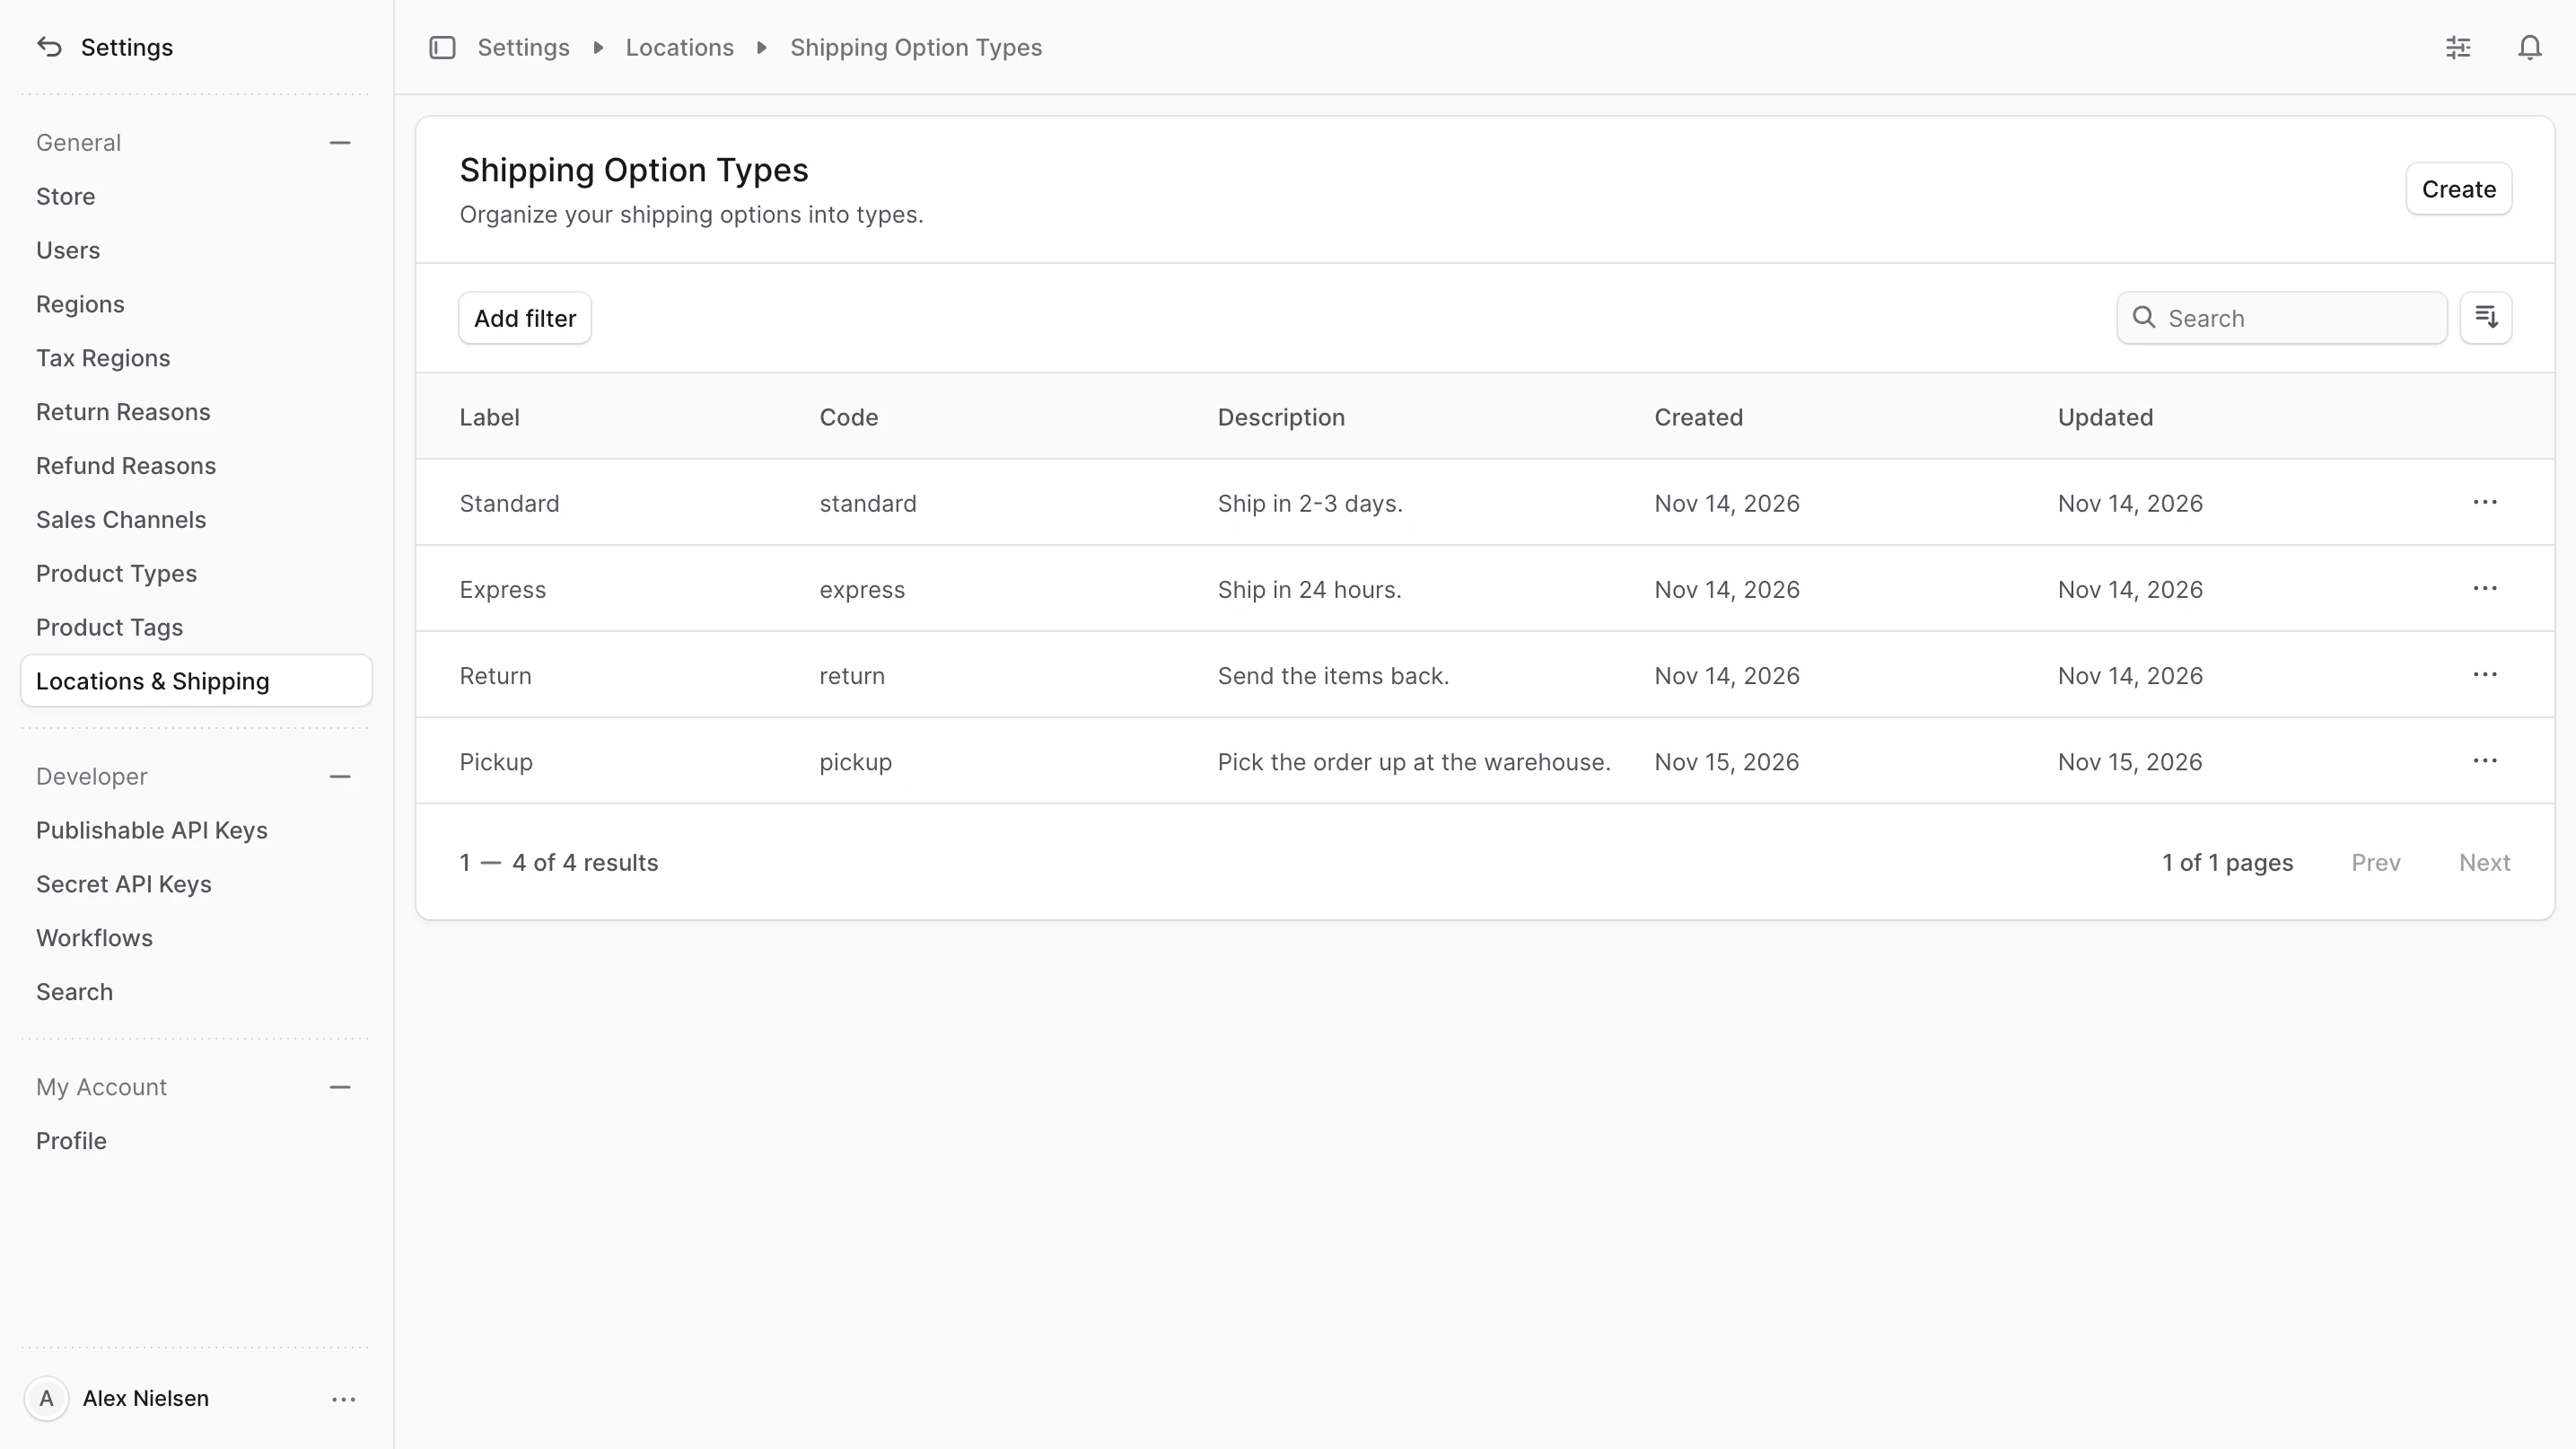 Settings
General
Store
Users
Regions
Tax Regions
Return Reasons
Refund Reasons
Sales Channels
Product Types
Product Tags
Locations & Shipping
Developer
Publishable API Keys
Secret API Keys
Workflows
Search
My Account
Profile
A Alex Nielsen
Settings Locations Shipping Option Types
Shipping Option Types
Organize your shipping options into types.
Create
Add filter
Search
Label Code Description Created Updated
Standard standard Ship in 2-3 days. Nov 14, 2026 Nov 14, 2026
Express express Ship in 24 hours. Nov 14, 2026 Nov 14, 2026
Return return Send the items back. Nov 14, 2026 Nov 14, 2026
Pickup pickup Pick the order up at the warehouse. Nov 15, 2026 Nov 15, 2026
1 — 4 of 4 results 1 of 1 pages Prev Next